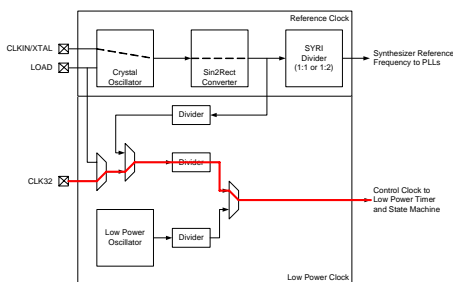 Reference Clock
CLKIN/XTAL
LOAD
Crystal
Oscillator
Sin2Rect
Converter
SYRI
Divider
(1:1 or 1:2)
Synthesizer Reference
Frequency to PLLs
Divider
CLK32
Divider
Control Clock to
Low Power Timer
and State Machine
Low Power
Oscillator
Divider
Low Power Clock